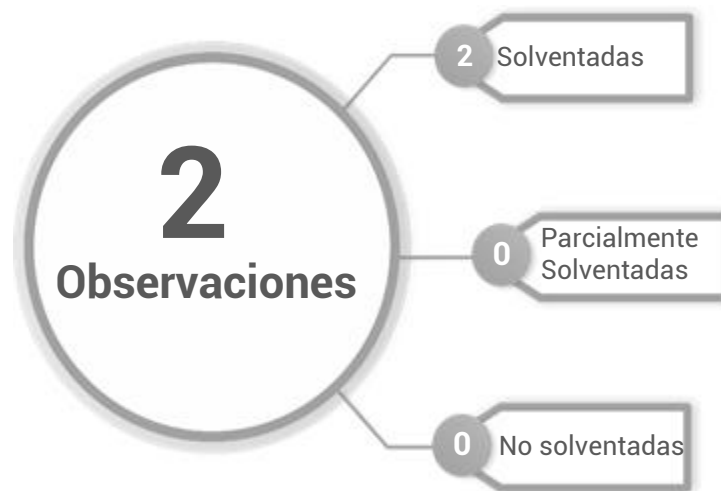 2
Observaciones
2 Solventadas
0 Parcialmente
Solventadas
0 No solventadas